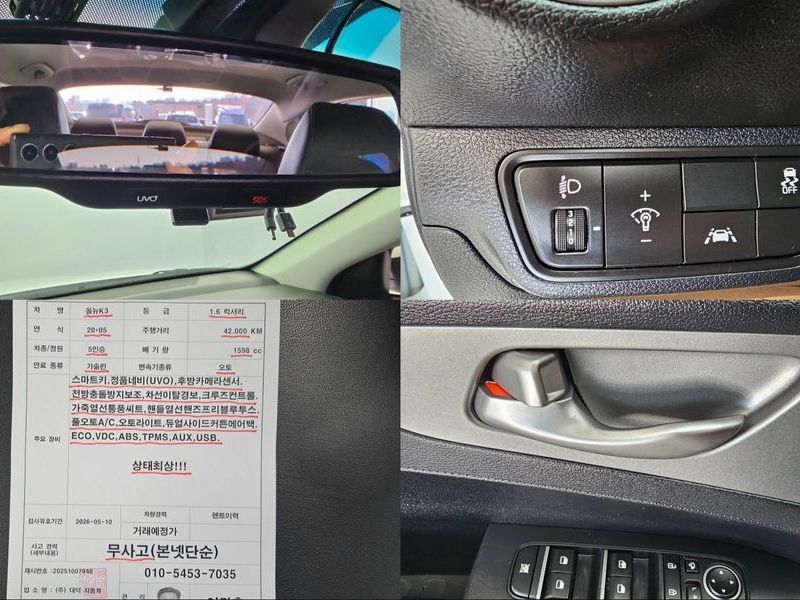 UVO
SOS
3
2
1
0
OFF
차 명 올뉴K3 등 급 1.6 럭셔리
연 식 20-05 주행거리 42.000 KM
차종/정원 5인승 배 기 량 1598 cc
연료 종류 가솔린 변속기종류 오토
주요 장비
스마트키,정품네비(UVO),후방카메라센서.
전방충돌방지보조,차선이탈경보,크루즈컨트롤.
가죽열선통풍씨트,핸들열선핸즈프리블루투스
풀오토A/C,오토라이트,듀얼사이드커튼에어백.
ECO,VDC,ABS,TPMS,AUX,USB.
상태최상!!!
검사유효기간 2026-05-10 차량경력 렌트이력
거래예정가
사고 경력
(세부내용)
무사고(본넷단순)
제시번호 :20251007948
010-5453-7035
업 소 명 : (주) 대덕 자동차
관 리